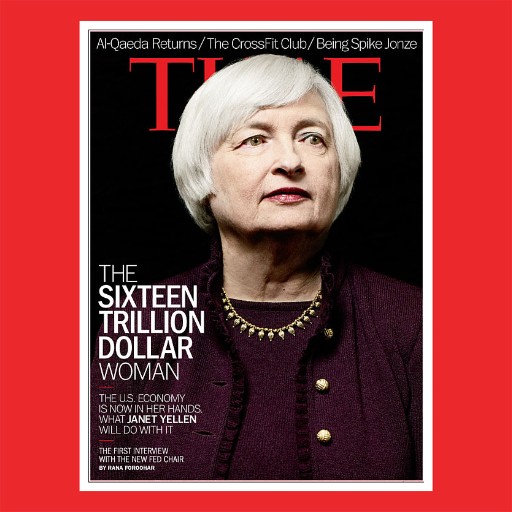 Al-Qaeda Returns / The CrossFit Club / Being Spike Jonze
TIME
THE
SIXTEEN
TRILLION
DOLLAR
WOMAN
THE U.S. ECONOMY
IS NOW IN HER HANDS.
WHAT JANET YELLEN
WILL DO WITH IT
THE FIRST INTERVIEW
WITH THE NEW FED CHAIR
BY RANA FOROOHAR